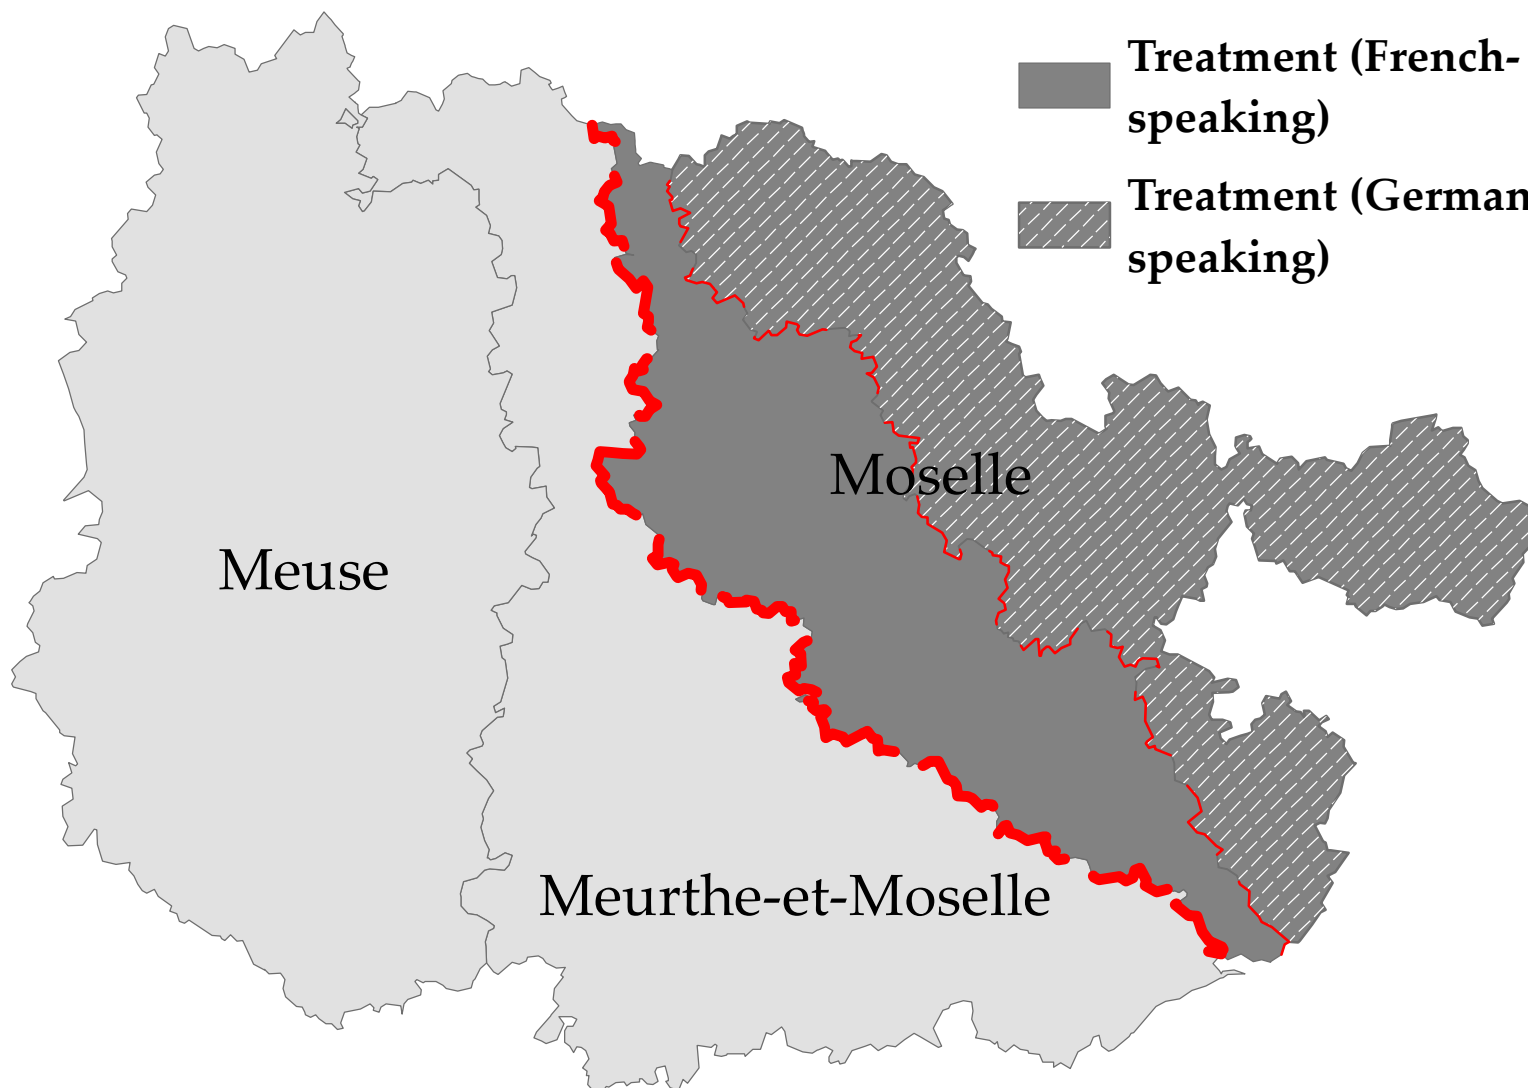 Treatment (French-
speaking)
Treatment (German
speaking)
Moselle
Meuse
Meurthe-et-Moselle